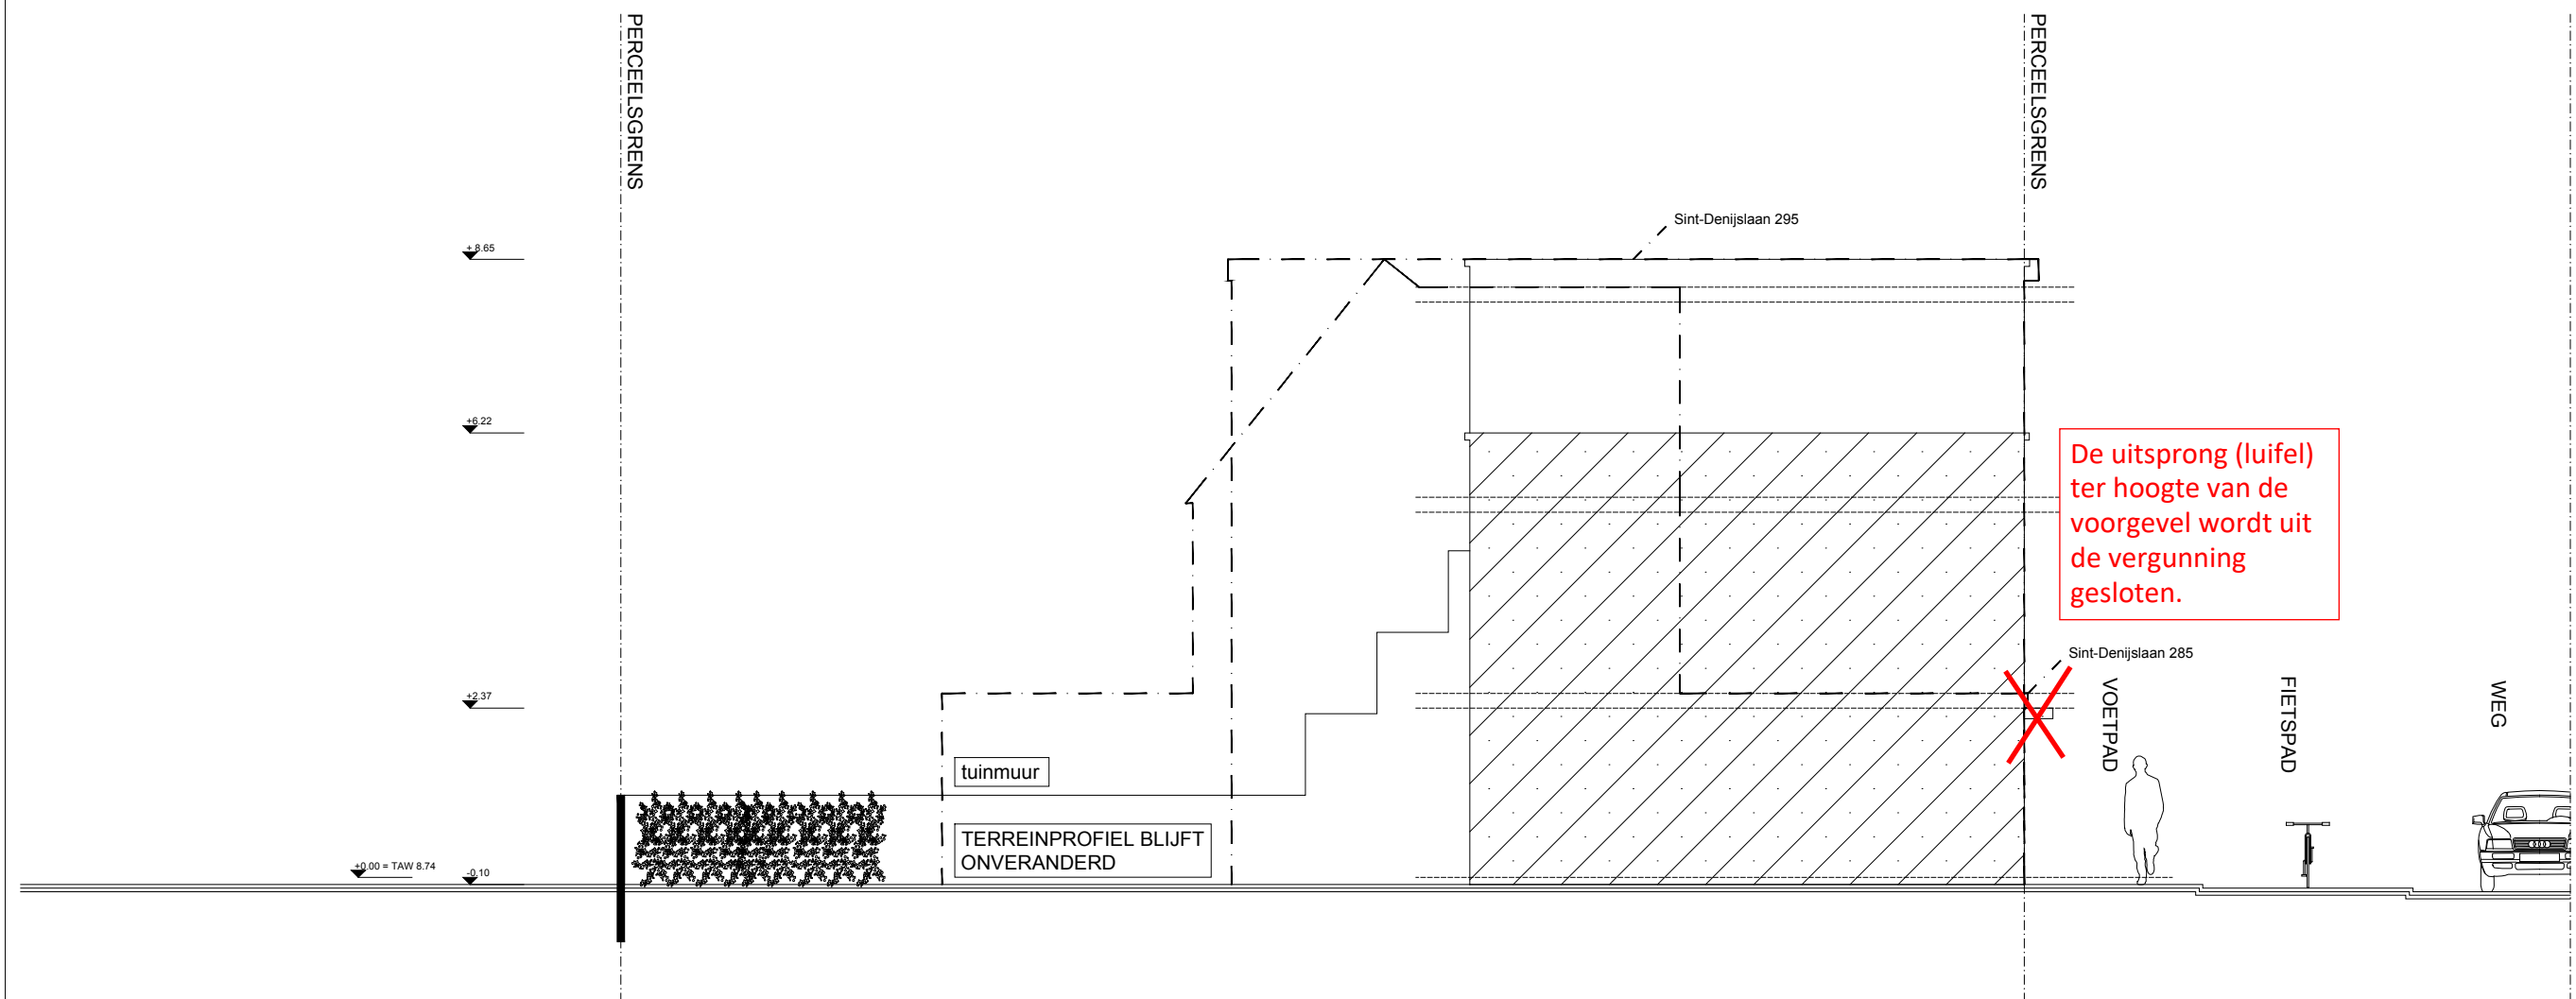 PERCEELSGRENS
PERCEELSGRENS
Sint-Denijslaan 295
+ 8.65
+6.22
De uitsprong (luifel)
ter hoogte van de
voorgevel wordt uit
de vergunning
gesloten.
Sint-Denijslaan 285
+2.37
VOETPAD
FIETSPAD
WEG
tuinmuur
TERREINPROFIEL BLIJFT
ONVERANDERD
+0.00 = TAW 8.74
-0.10